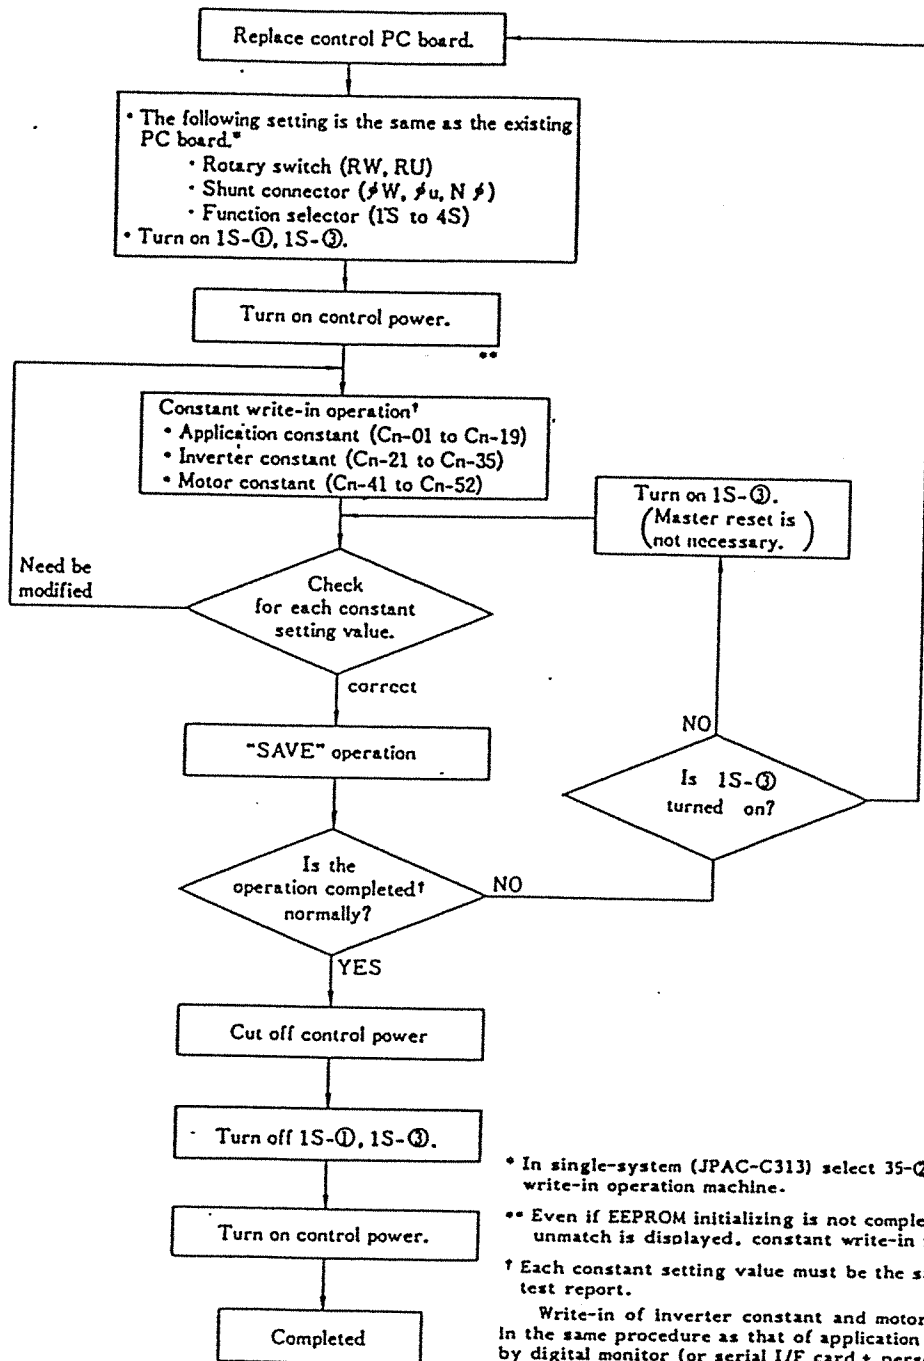 Replace control PC board.
• The following setting is the same as the existing
PC board.*
• Rotary switch (RW, RU)
• Shunt connector (∮W, ∮u, N ∮)
• Function selector (1S to 4S)
• Turn on 1S-①, 1S-③.
Turn on control power.
**
Constant write-in operation†
• Application constant (Cn-01 to Cn-19)
• Inverter constant (Cn-21 to Cn-35)
• Motor constant (Cn-41 to Cn-52)
Turn on 1S-③.
(Master reset is
not necessary.)
Need be
modified
Check
for each constant
setting value.
correct
"SAVE" operation
NO
Is 1S-③
turned on?
Is the
operation completed†
normally?
NO
YES
Cut off control power
Turn off 1S-①, 1S-③.
Turn on control power.
Completed
* In single-system (JPAC-C313) select 35-
write-in operation machine.
** Even if EEPROM initializing is not comple
unmatch is displayed, constant write-in
† Each constant setting value must be the s
test report.
Write-in of inverter constant and motor
in the same procedure as that of application
by digital monitor (or serial I/F card + pers